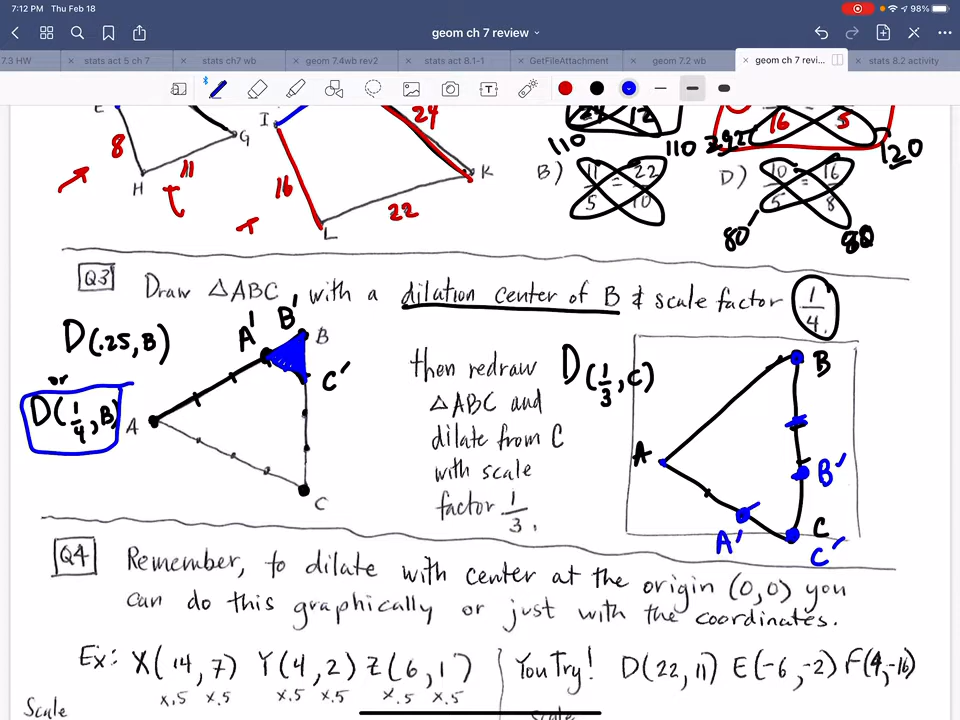 7:12 PM Thu Feb 18
98%
geom ch 7 review
7.3 HW
stats act 5 ch 7
stats ch7 wb
geom 7.4wb rev2
stats act 8.1-1
GetFileAttachment
geom 7.2 wb
geom ch 7 revi...
stats 8.2 activity
E
G
8
11
H
I
24
16
K
22
L
24 12
110 110
B) 11/5 = 22/10
16 5
120
D) 10/5 = 16/8
80 80
Q3 Draw △ABC with a dilation center of B & scale factor 1/4.
D(.25, B)
or
D(1/4, B)
A' B' B
C'
A
C
then redraw
△ABC and
dilate from C
with scale
factor 1/3.
D(1/3, C)
B
A
B'
A'
C
C'
Q4 Remember, to dilate with center at the origin (0,0) you
can do this graphically or just with the coordinates.
Ex: X(14, 7) Y(4, 2) Z(6, 1)
x.5 x.5 x.5 x.5 x.5 x.5
Scale
You Try! D(22, 11) E(-6, -2) F(4, -16)
scale